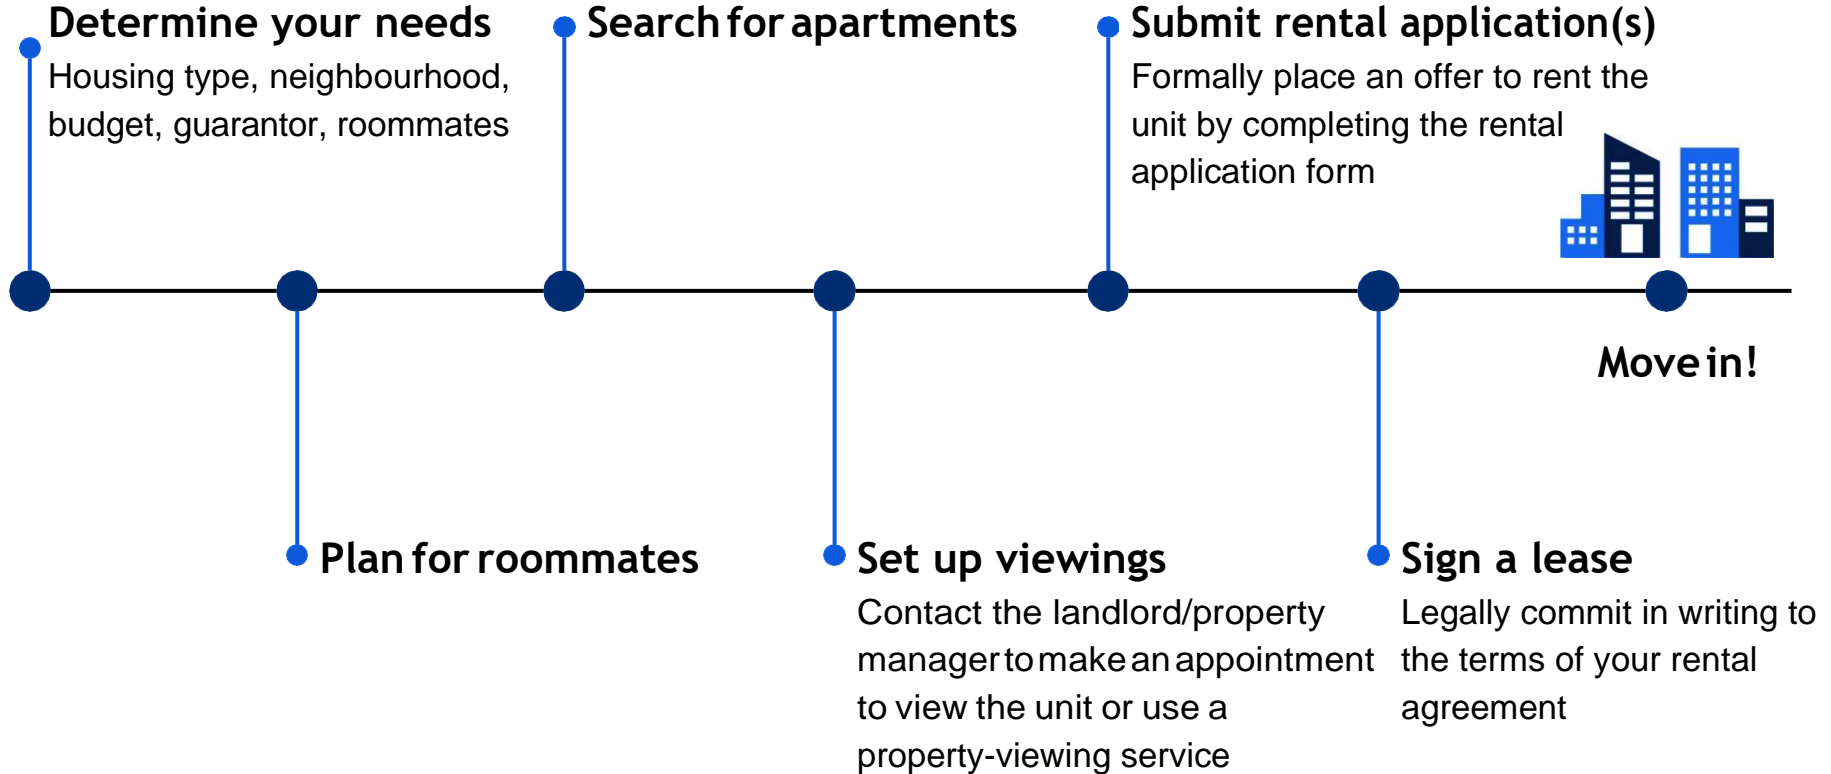 Determine your needs
Housing type, neighbourhood,
budget, guarantor, roommates
Plan for roommates
Search for apartments
Set up viewings
Contact the landlord/property
manager to make an appointment
to view the unit or use a
property-viewing service
Submit rental application(s)
Formally place an offer to rent the
unit by completing the rental
application form
Sign a lease
Legally commit in writing to
the terms of your rental
agreement
Move in!